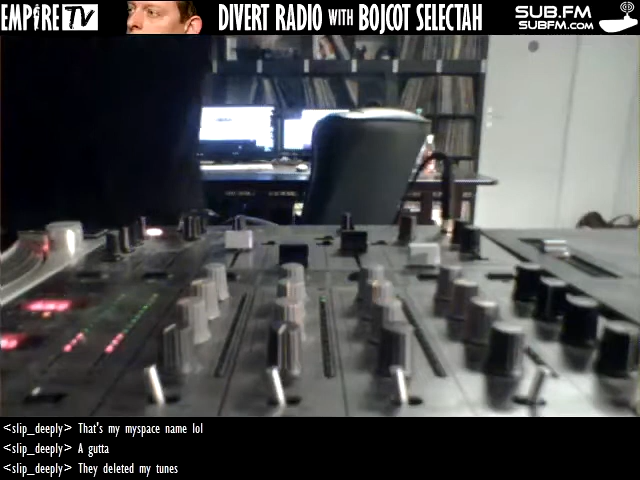 EMPIRE TV
DIVERT RADIO WITH BOJCOT SELECTAH
SUB.FM
SUBFM.COM
<slip_deeply> That's my myspace name lol
<slip_deeply> A gutta
<slip_deeply> They deleted my tunes